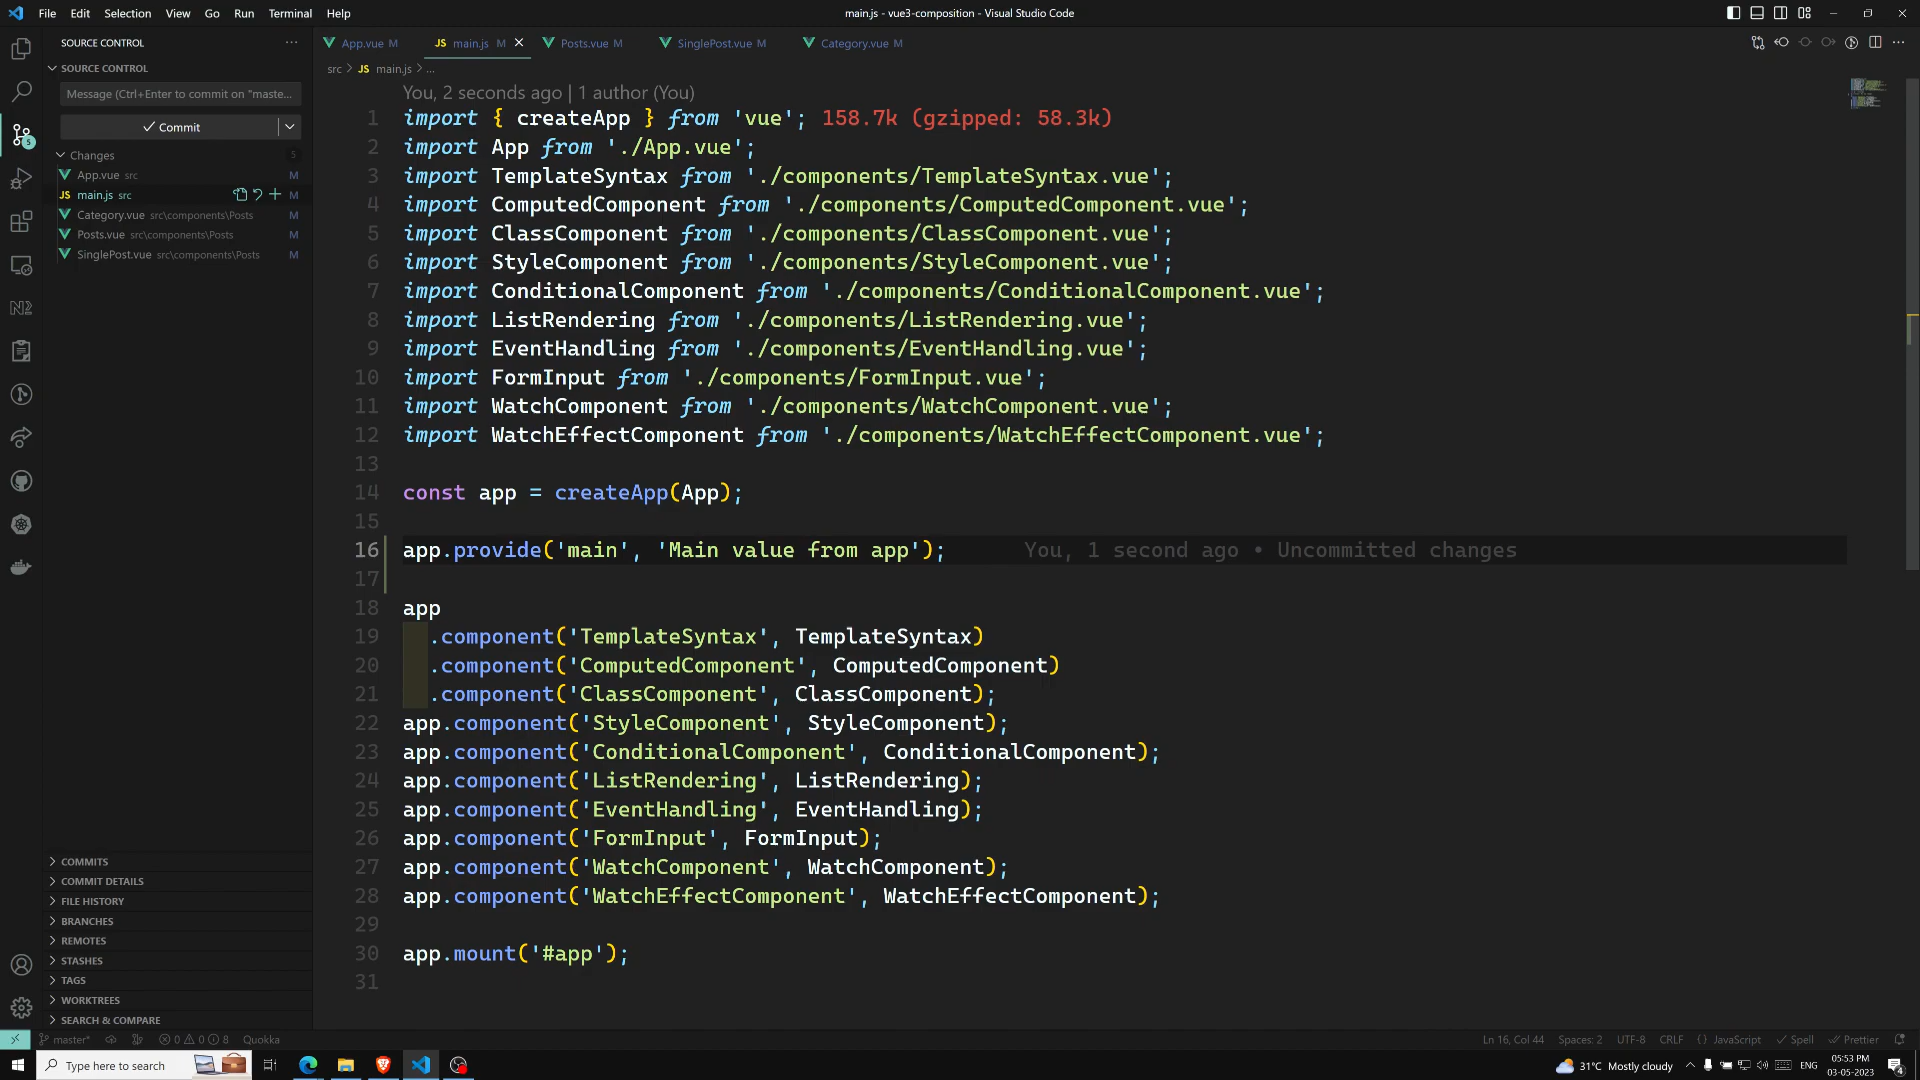 File Edit Selection View Go Run Terminal Help
main.js - vue3-composition - Visual Studio Code
SOURCE CONTROL
SOURCE CONTROL
Message (Ctrl+Enter to commit on "maste...
Commit
Changes 5
App.vue src M
main.js src M
Category.vue src\components\Posts M
Posts.vue src\components\Posts M
SinglePost.vue src\components\Posts M
COMMITS
COMMIT DETAILS
FILE HISTORY
BRANCHES
REMOTES
STASHES
TAGS
WORKTREES
SEARCH & COMPARE
App.vue M JS main.js M Posts.vue M SinglePost.vue M Category.vue M
src > JS main.js > ...
You, 2 seconds ago | 1 author (You)
1 import { createApp } from 'vue'; 158.7k (gzipped: 58.3k)
2 import App from './App.vue';
3 import TemplateSyntax from './components/TemplateSyntax.vue';
4 import ComputedComponent from './components/ComputedComponent.vue';
5 import ClassComponent from './components/ClassComponent.vue';
6 import StyleComponent from './components/StyleComponent.vue';
7 import ConditionalComponent from './components/ConditionalComponent.vue';
8 import ListRendering from './components/ListRendering.vue';
9 import EventHandling from './components/EventHandling.vue';
10 import FormInput from './components/FormInput.vue';
11 import WatchComponent from './components/WatchComponent.vue';
12 import WatchEffectComponent from './components/WatchEffectComponent.vue';
13
14 const app = createApp(App);
15
16 app.provide('main', 'Main value from app'); You, 1 second ago • Uncommitted changes
17
18 app
19 .component('TemplateSyntax', TemplateSyntax)
20 .component('ComputedComponent', ComputedComponent)
21 .component('ClassComponent', ClassComponent);
22 app.component('StyleComponent', StyleComponent);
23 app.component('ConditionalComponent', ConditionalComponent);
24 app.component('ListRendering', ListRendering);
25 app.component('EventHandling', EventHandling);
26 app.component('FormInput', FormInput);
27 app.component('WatchComponent', WatchComponent);
28 app.component('WatchEffectComponent', WatchEffectComponent);
29
30 app.mount('#app');
31
master* 0 0 8 Quokka Ln 16, Col 44 Spaces: 2 UTF-8 CRLF {} JavaScript Spell Prettier
Type here to search 31°C Mostly cloudy ENG 05:53 PM
03-05-2023
4